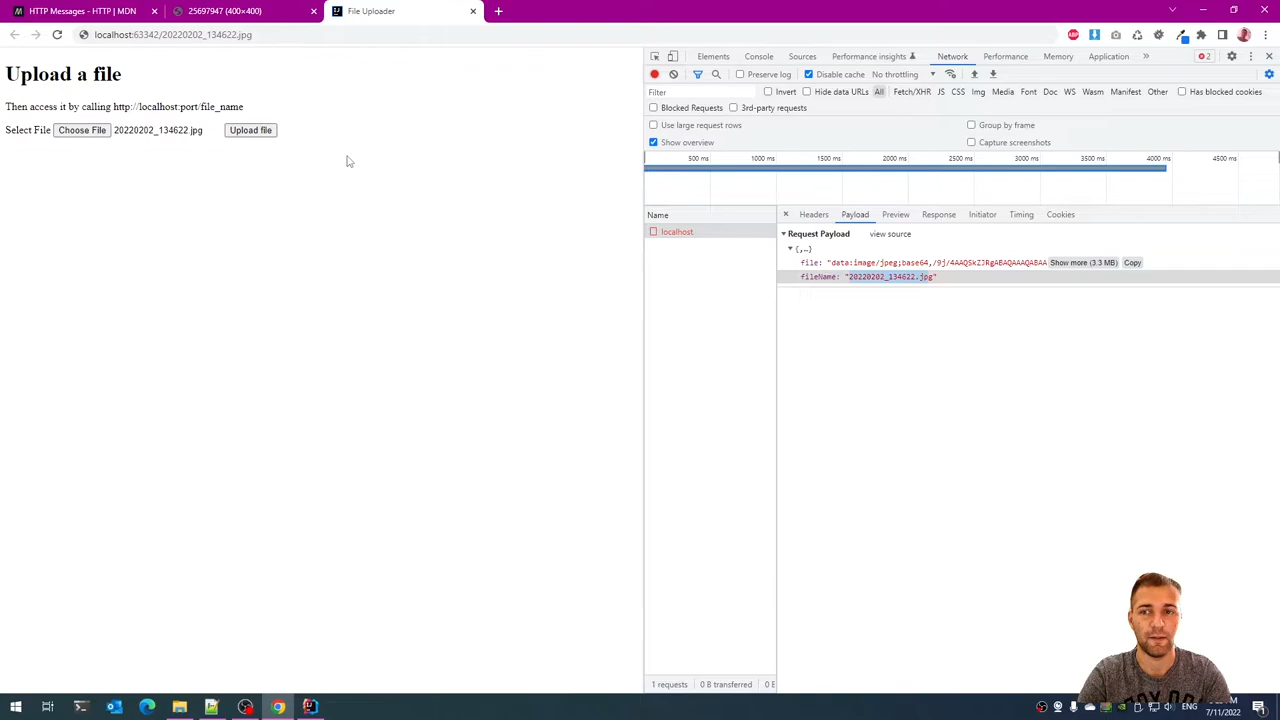 HTTP Messages - HTTP | MDN
25697947 (400×400)
File Uploader
localhost:63342/20220202_134622.jpg
Upload a file
Then access it by calling http://localhost:port/file_name
Select File Choose File 20220202_134622.jpg Upload file
Elements Console Sources Performance insights Network Performance Memory Application 2
Preserve log Disable cache No throttling
Filter Invert Hide data URLs All Fetch/XHR JS CSS Img Media Font Doc WS Wasm Manifest Other Has blocked cookies
Blocked Requests 3rd-party requests
Use large request rows Group by frame
Show overview Capture screenshots
500 ms 1000 ms 1500 ms 2000 ms 2500 ms 3000 ms 3500 ms 4000 ms 4500 ms
Name Headers Payload Preview Response Initiator Timing Cookies
localhost
Request Payload view source
{,…}
file: "data:image/jpeg;base64,/9j/4AAQSkZJRgABAQAAAQABAA Show more (3.3 MB) Copy
fileName: "20220202_134622.jpg"
1 requests 0 B transferred 0 B
ENG
7/11/2022